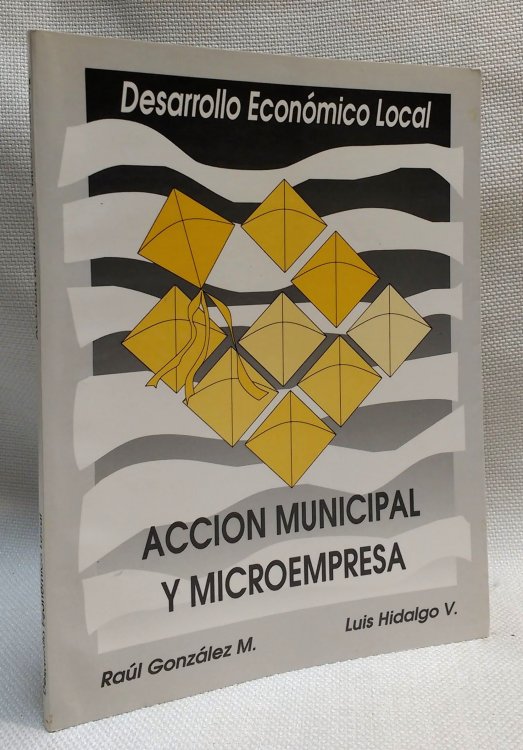 Desarrollo Económico Local
ACCION MUNICIPAL
Y MICROEMPRESA
Luis Hidalgo V.
Raúl González M.